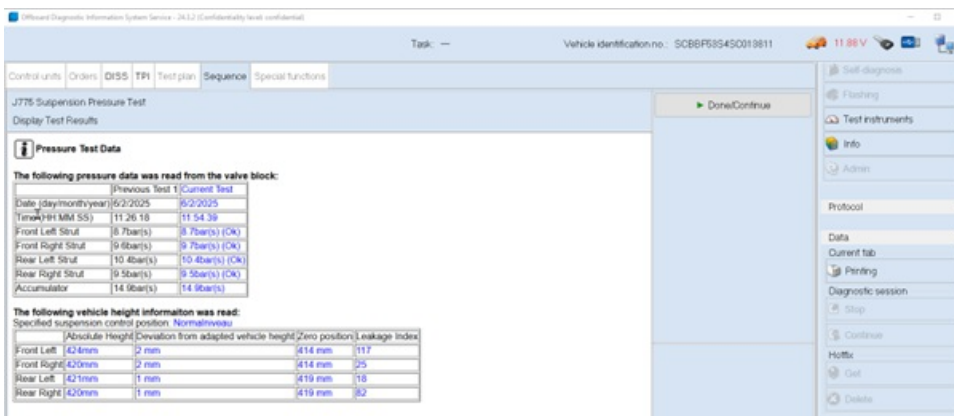 Offboard Diagnostic Information System Service - 24.3.2 (Confidentiality level: confidential)
Task: —
Vehicle identification no.: SCBBF53S4SC013811
11.88 V
Control units Orders DISS TPI Test plan Sequence Special functions
J775 Suspension Pressure Test
Display Test Results
Pressure Test Data
The following pressure data was read from the valve block:
Previous Test 1 Current Test
Date (day/month/year) 6/2/2025 6/2/2025
Time(HH.MM.SS) 11.26.18 11.54.39
Front Left Strut 8.7bar(s) 8.7bar(s) (Ok)
Front Right Strut 9.6bar(s) 9.7bar(s) (Ok)
Rear Left Strut 10.4bar(s) 10.4bar(s) (Ok)
Rear Right Strut 9.5bar(s) 9.5bar(s) (Ok)
Accumulator 14.9bar(s) 14.9bar(s)
The following vehicle height informaiton was read:
Specified suspension control position Normalniveau
Absolute Height Deviation from adapted vehicle height Zero position Leakage Index
Front Left 424mm 2 mm 414 mm 117
Front Right 420mm 2 mm 414 mm 25
Rear Left 421mm 1 mm 419 mm 18
Rear Right 420mm 1 mm 419 mm 82
Done/Continue
Self-diagnosis
Flashing
Test instruments
Info
Admin
Protocol
Data
Current tab
Printing
Diagnostic session
Stop
Continue
Hotfix
Get
Delete